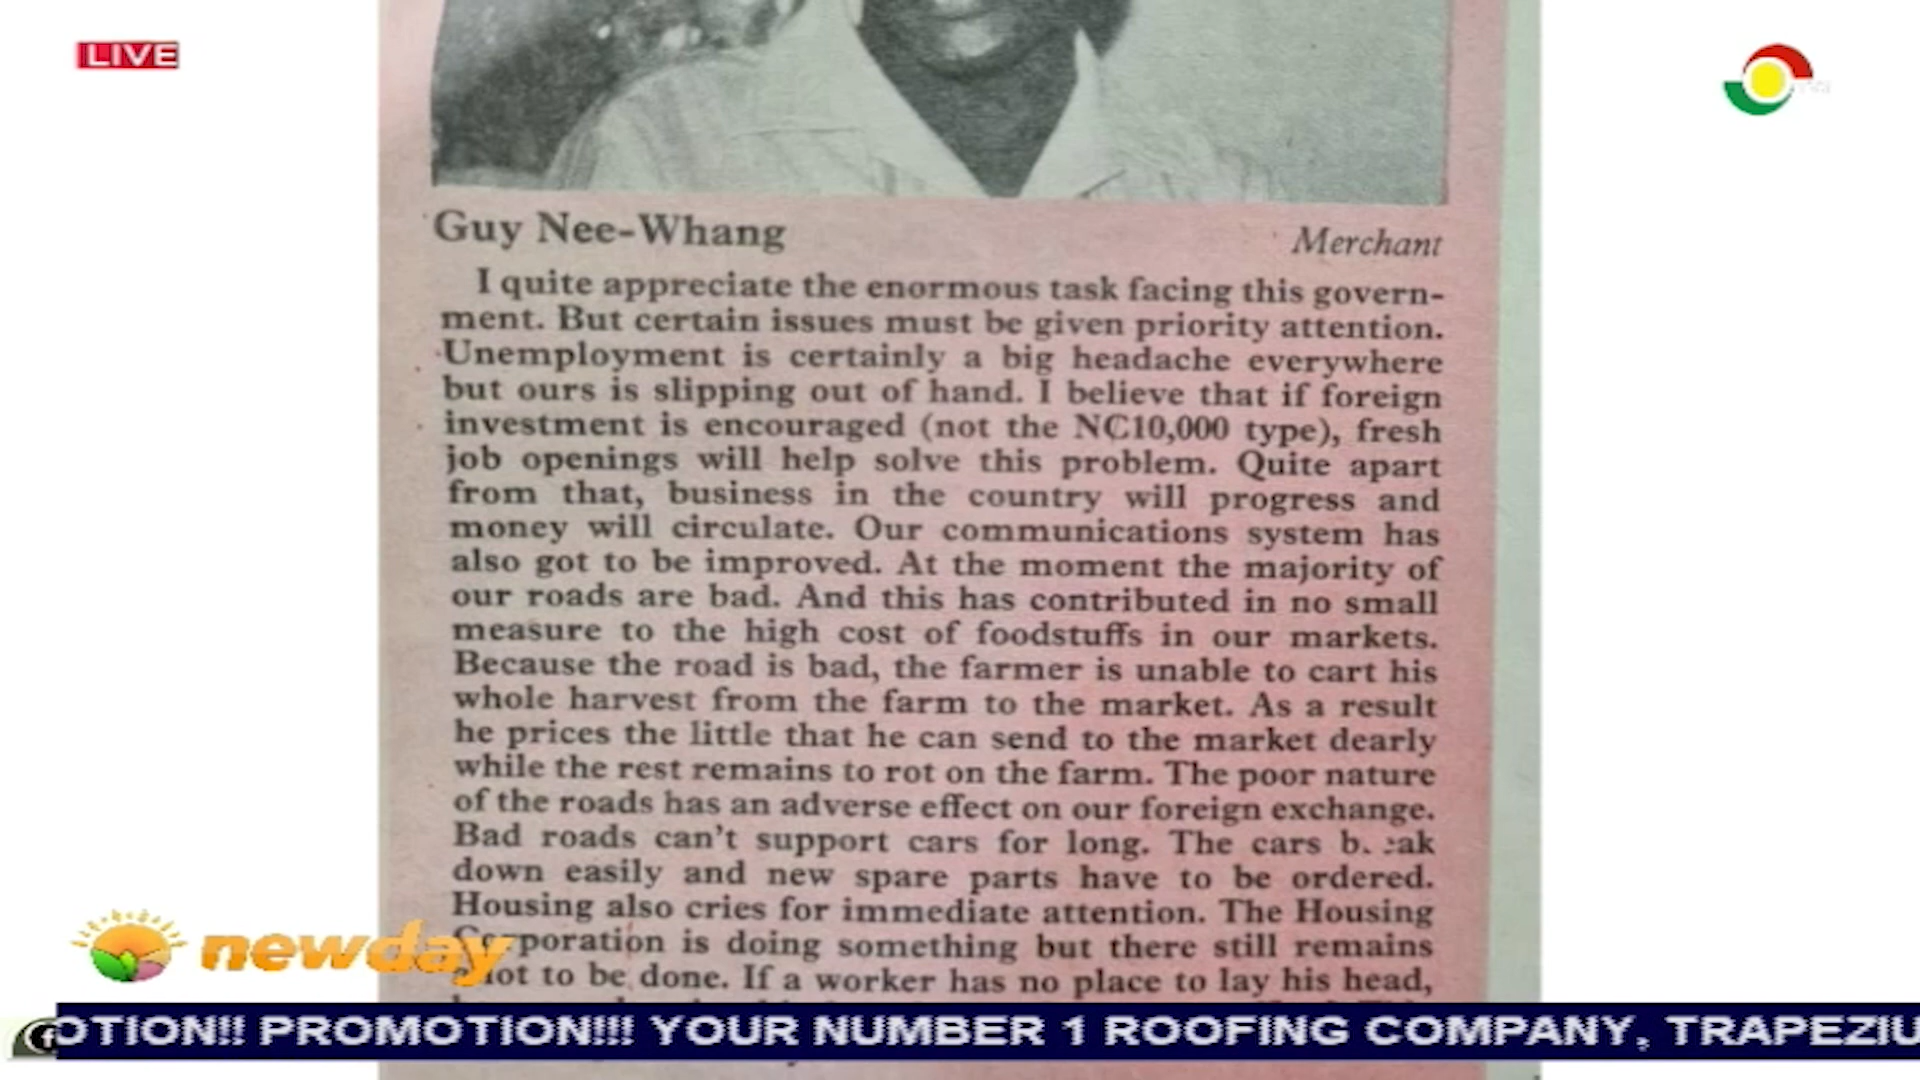 LIVE
Guy Nee-Whang
Merchant
I quite appreciate the enormous task facing this govern-
ment. But certain issues must be given priority attention.
Unemployment is certainly a big headache everywhere
but ours is slipping out of hand. I believe that if foreign
investment is encouraged (not the N₵10,000 type), fresh
job openings will help solve this problem. Quite apart
from that, business in the country will progress and
money will circulate. Our communications system has
also got to be improved. At the moment the majority of
our roads are bad. And this has contributed in no small
measure to the high cost of foodstuffs in our markets.
Because the road is bad, the farmer is unable to cart his
whole harvest from the farm to the market. As a result
he prices the little that he can send to the market dearly
while the rest remains to rot on the farm. The poor nature
of the roads has an adverse effect on our foreign exchange.
Bad roads can't support cars for long. The cars
down easily and new spare parts have to be ordered.
Housing also cries for immediate attention. The Housing
Corporation is doing something but there still remains
lot to be done. If a worker has no place to lay his head,
newday
OTION!! PROMOTION!!! YOUR NUMBER 1 ROOFING COMPANY, TRAPEZIU